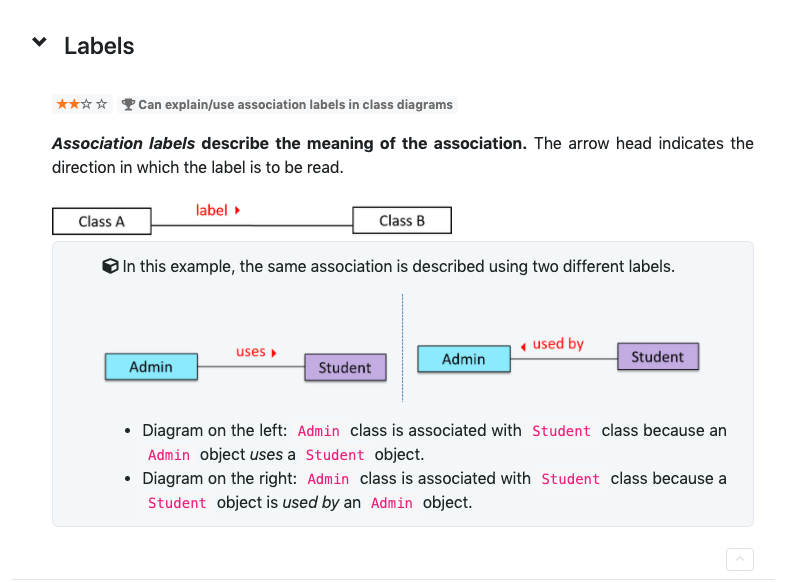 Labels
Can explain/use association labels in class diagrams
Association labels describe the meaning of the association. The arrow head indicates the
direction in which the label is to be read.
label
Class A
Class B
In this example, the same association is described using two different labels.
uses
Admin
Student
used by
Admin
Student
Diagram on the left: Admin class is associated with Student class because an
Admin object uses a Student object.
Diagram on the right: Admin class is associated with Student class because a
Student object is used by an Admin object.